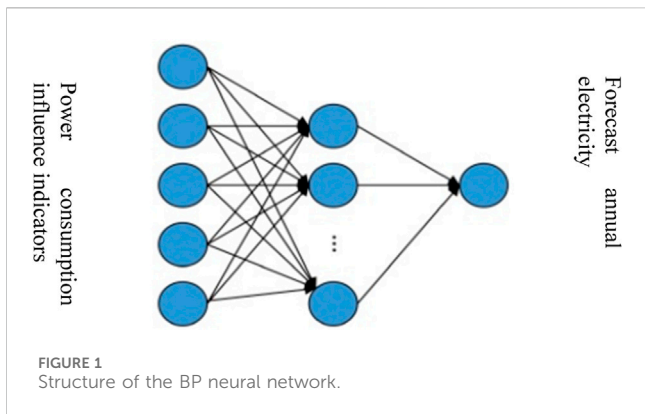 Power consumption
influence indicators
...
Forecast annual
electricity
FIGURE 1
Structure of the BP neural network.